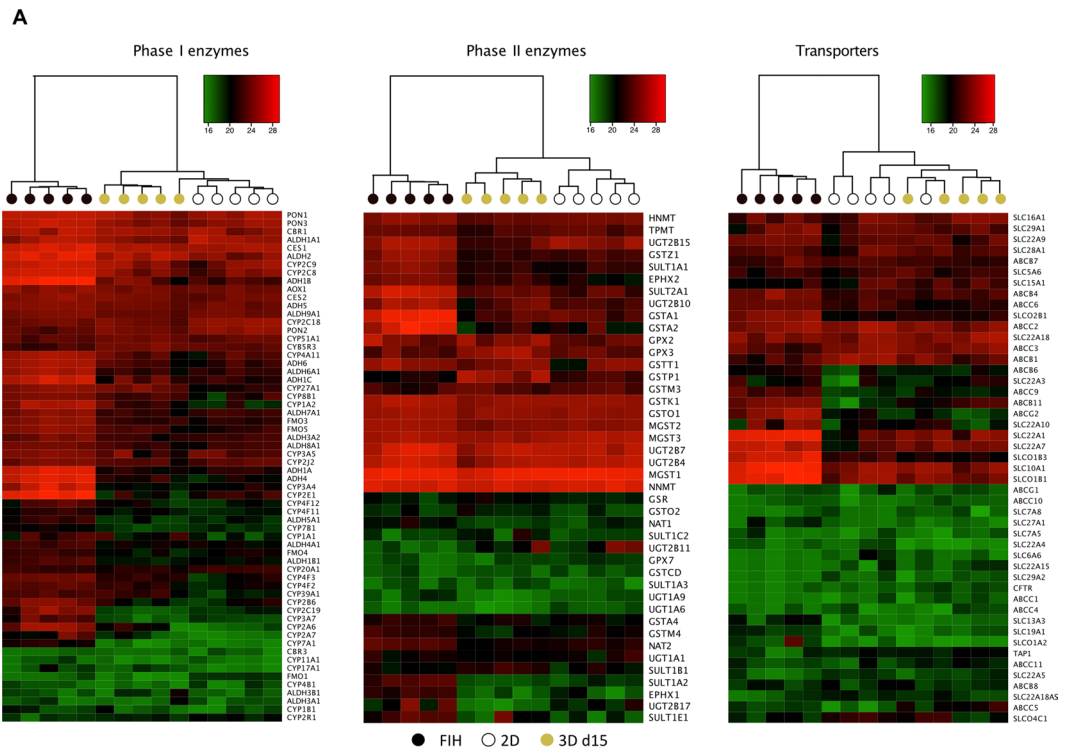 A
Phase I enzymes
16 20 24 28
PON1
PON3
CBR1
ALDH1A1
CES1
ALDH2
CYP2C9
CYP2C8
ADH1B
AOX1
CES2
ADH5
ALDH9A1
CYP2C18
PON2
CYP51A1
CYB5R3
CYP4A11
ADH6
ALDH6A1
ADH1C
CYP27A1
CYP8B1
CYP1A2
ALDH7A1
FMO3
FMO5
ALDH3A2
ALDH8A1
CYP3A5
CYP2J2
ADH1A
ADH4
CYP3A4
CYP2E1
CYP4F12
CYP4F11
ALDH5A1
CYP7B1
CYP1A1
ALDH4A1
FMO4
ALDH1B1
CYP20A1
CYP4F3
CYP4F2
CYP39A1
CYP2B6
CYP2C19
CYP3A7
CYP2A6
CYP2A7
CYP7A1
CBR3
CYP11A1
CYP17A1
FMO1
CYP4B1
ALDH3B1
ALDH3A1
CYP1B1
CYP2R1
Phase II enzymes
16 20 24 28
HNMT
TPMT
UGT2B15
GSTZ1
SULT1A1
EPHX2
SULT2A1
UGT2B10
GSTA1
GSTA2
GPX2
GPX3
GSTT1
GSTP1
GSTM3
GSTK1
GSTO1
MGST2
MGST3
UGT2B7
UGT2B4
MGST1
NNMT
GSR
GSTO2
NAT1
SULT1C2
UGT2B11
GPX7
GSTCD
SULT1A3
UGT1A9
UGT1A6
GSTA4
GSTM4
NAT2
UGT1A1
SULT1B1
SULT1A2
EPHX1
UGT2B17
SULT1E1
Transporters
16 20 24 28
SLC16A1
SLC29A1
SLC22A9
SLC28A1
ABCB7
SLC5A6
SLC15A1
ABCB4
ABCC6
SLCO2B1
ABCC2
SLC22A18
ABCC3
ABCB1
ABCB6
SLC22A3
ABCC9
ABCB11
ABCG2
SLC22A10
SLC22A1
SLC22A7
SLCO1B3
SLC10A1
SLCO1B1
ABCG1
ABCC10
SLC7A8
SLC27A1
SLC7A5
SLC22A4
SLC6A6
SLC22A15
SLC29A2
CFTR
ABCC1
ABCC4
SLC13A3
SLC19A1
SLCO1A2
TAP1
ABCC11
SLC22A5
ABCB8
SLC22A18AS
ABCC5
SLCO4C1
FIH 2D 3D d15